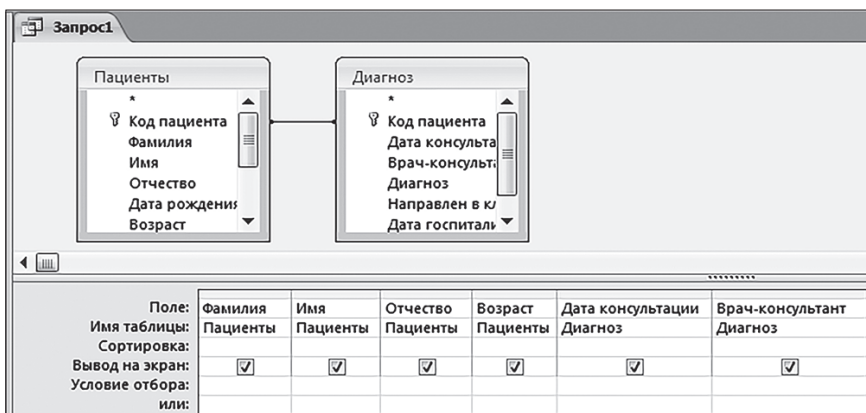 Запрос1
Пациенты
*
Код пациента
Фамилия
Имя
Отчество
Дата рождения
Возраст
Диагноз
*
Код пациента
Дата консульта
Врач-консульта
Диагноз
Направлен в кл
Дата госпитали
Поле: Фамилия Имя Отчество Возраст Дата консультации Врач-консультант
Имя таблицы: Пациенты Пациенты Пациенты Пациенты Диагноз Диагноз
Сортировка:
Вывод на экран:
Условие отбора:
или: